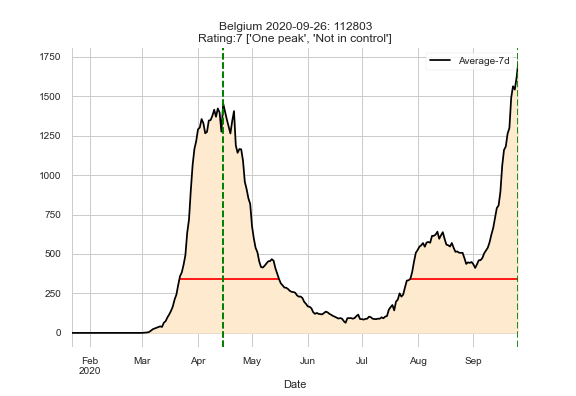 Belgium 2020-09-26: 112803
Rating:7 ['One peak', 'Not in control']
Average-7d
1750
1500
1250
1000
750
500
250
0
Feb Mar Apr May Jun Jul Aug Sep
2020
Date